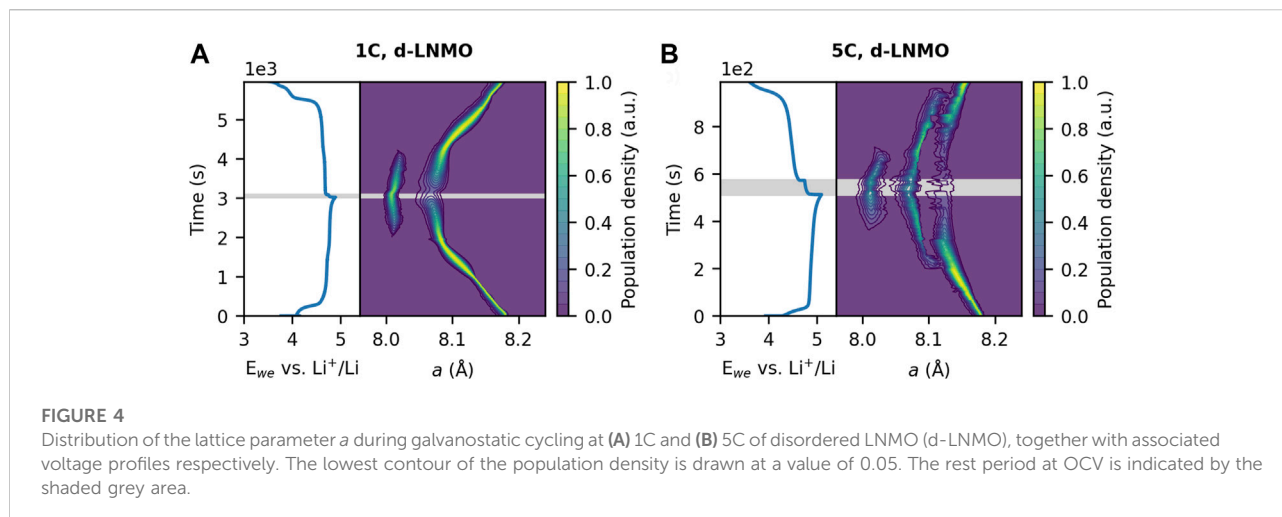 A
1C, d-LNMO
1e3
Time (s)
5
4
3
2
1
0
3 4 5
E_we vs. Li⁺/Li
8.0 8.1 8.2
a (Å)
1.0
0.8
0.6
0.4
0.2
0.0
Population density (a.u.)
B
5C, d-LNMO
1e2
Time (s)
8
6
4
2
0
3 4 5
E_we vs. Li⁺/Li
8.0 8.1 8.2
a (Å)
1.0
0.8
0.6
0.4
0.2
0.0
Population density (a.u.)
FIGURE 4
Distribution of the lattice parameter a during galvanostatic cycling at (A) 1C and (B) 5C of disordered LNMO (d-LNMO), together with associated
voltage profiles respectively. The lowest contour of the population density is drawn at a value of 0.05. The rest period at OCV is indicated by the
shaded grey area.